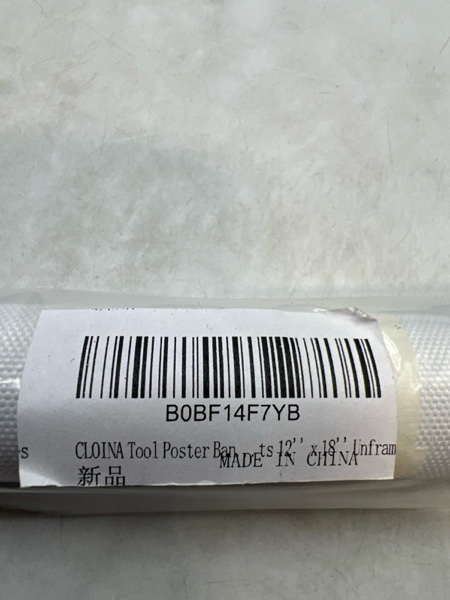 B0BF14F7YB
s
CLOINA Tool Poster Ban... ts 12'' x 18'' Unfram
MADE IN CHINA
新品